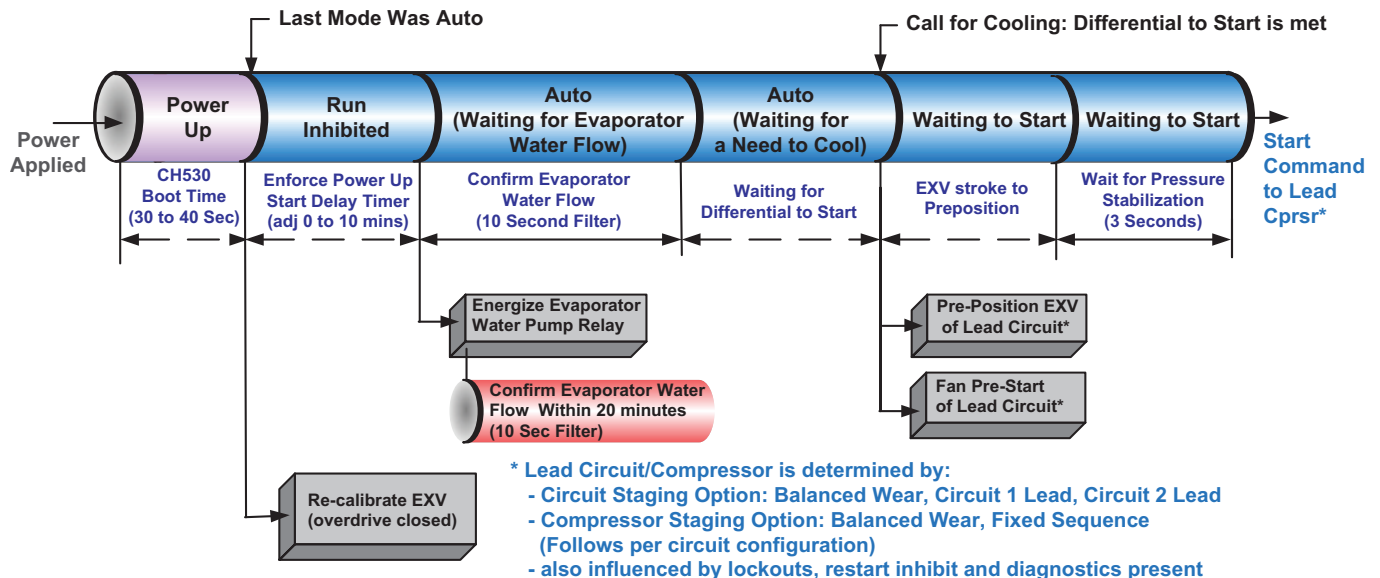 Last Mode Was Auto
Call for Cooling: Differential to Start is met
Power
Applied
Power
Up
Run
Inhibited
Auto
(Waiting for Evaporator
Water Flow)
Auto
(Waiting for
a Need to Cool)
Waiting to Start
Waiting to Start
Start
Command
to Lead
Cprsr*
CH530
Boot Time
(30 to 40 Sec)
Enforce Power Up
Start Delay Timer
(adj 0 to 10 mins)
Confirm Evaporator
Water Flow
(10 Second Filter)
Waiting for
Differential to Start
EXV stroke to
Preposition
Wait for Pressure
Stabilization
(3 Seconds)
Energize Evaporator
Water Pump Relay
Confirm Evaporator Water
Flow Within 20 minutes
(10 Sec Filter)
Pre-Position EXV
of Lead Circuit*
Fan Pre-Start
of Lead Circuit*
Re-calibrate EXV
(overdrive closed)
* Lead Circuit/Compressor is determined by:
- Circuit Staging Option: Balanced Wear, Circuit 1 Lead, Circuit 2 Lead
- Compressor Staging Option: Balanced Wear, Fixed Sequence
(Follows per circuit configuration)
- also influenced by lockouts, restart inhibit and diagnostics present